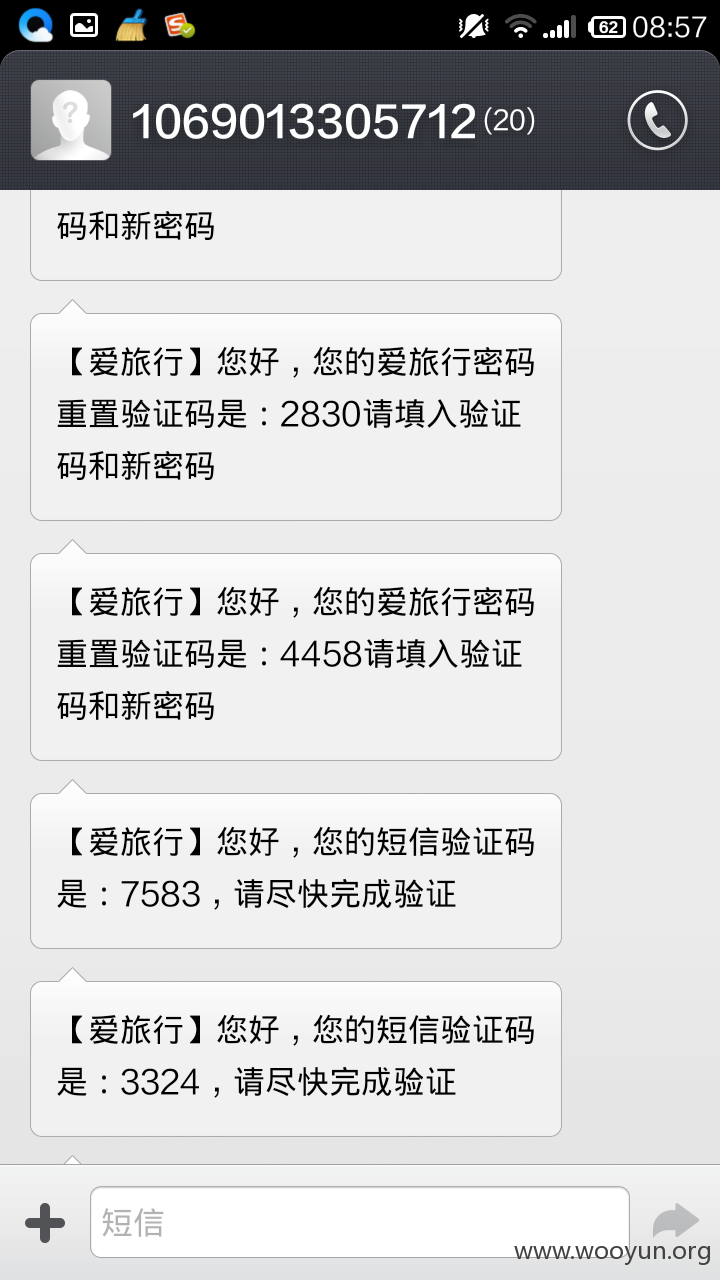 62 08:57
1069013305712 (20)
码和新密码
【爱旅行】您好，您的爱旅行密码
重置验证码是：2830请填入验证
码和新密码
【爱旅行】您好，您的爱旅行密码
重置验证码是：4458请填入验证
码和新密码
【爱旅行】您好，您的短信验证码
是：7583，请尽快完成验证
【爱旅行】您好，您的短信验证码
是：3324，请尽快完成验证
短信
www.wooyun.org